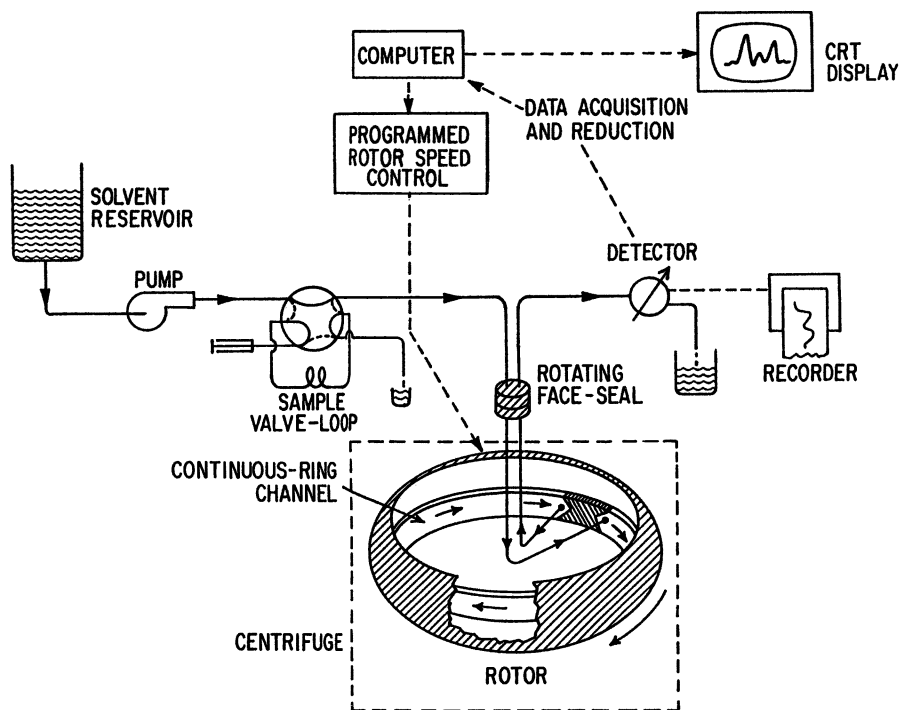 COMPUTER
CRT
DISPLAY
DATA ACQUISITION
AND REDUCTION
PROGRAMMED
ROTOR SPEED
CONTROL
SOLVENT
RESERVOIR
PUMP
DETECTOR
SAMPLE
VALVE-LOOP
ROTATING
FACE-SEAL
RECORDER
CONTINUOUS-RING
CHANNEL
CENTRIFUGE
ROTOR